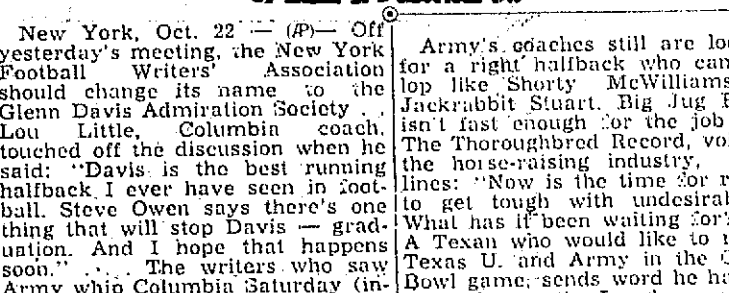 New York, Oct. 22 — (AP)— Off
yesterday's meeting, the New York
Football Writers' Association
should change its name to the
Glenn Davis Admiration Society . .
Lou Little, Columbia coach,
touched off the discussion when he
said: "Davis is the best running
halfback I ever have seen in foot-
ball. Steve Owen says there's one
thing that will stop Davis — grad-
uation. And I hope that happens
soon." . . . . The writers who saw
Army whip Columbia Saturday (in-
Army's coaches still are lo
for a right halfback who can
lop like Shorty McWilliams
Jackrabbit Stuart. Big Jug
isn't fast enough for the job
The Thoroughbred Record, vo
the horse-raising industry,
lines: "Now is the time for r
to get tough with undesirab
What has it been waiting for?
A Texan who would like to
Texas U. and Army in the
Bowl game, sends word he ha